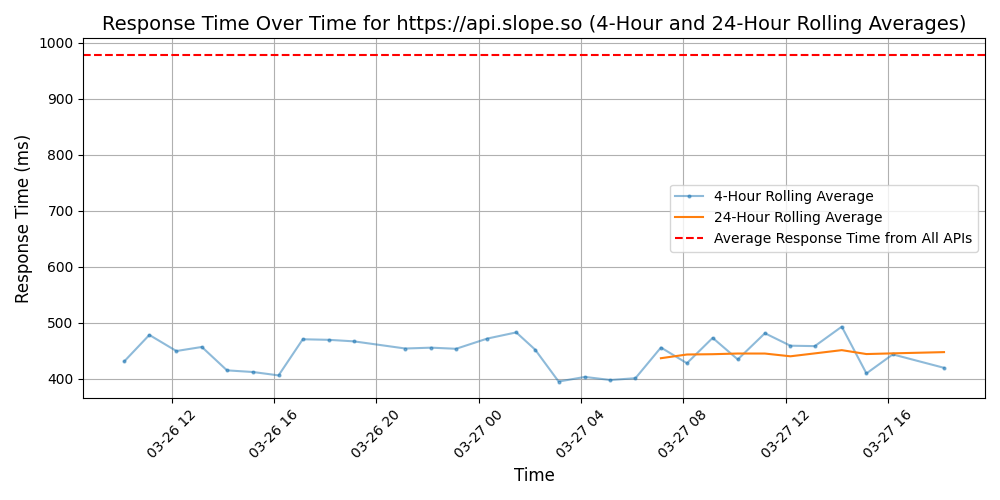 Response Time Over Time for https://api.slope.so (4-Hour and 24-Hour Rolling Averages)
Response Time (ms)
1000
900
800
700
600
500
400
4-Hour Rolling Average
24-Hour Rolling Average
Average Response Time from All APIs
03-26 12
03-26 16
03-26 20
03-27 00
03-27 04
03-27 08
03-27 12
03-27 16
Time